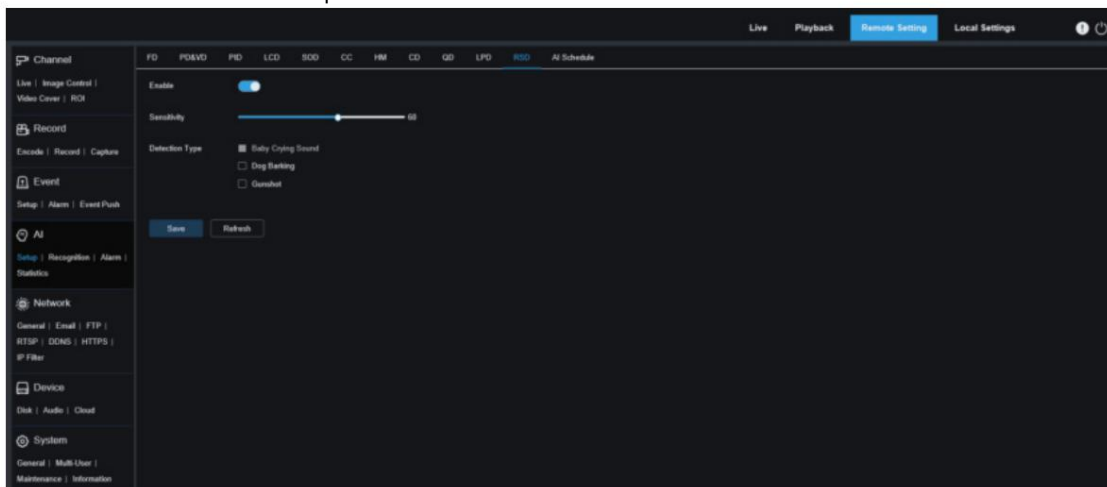 Live Playback Remote Setting Local Settings
Channel
Live | Image Control |
Video Cover | ROI
Record
Encode | Record | Capture
Event
Setup | Alarm | Event Push
AI
Setup | Recognition | Alarm |
Statistics
Network
General | Email | FTP |
RTSP | DDNS | HTTPS |
IP Filter
Device
Disk | Audio | Cloud
System
General | Multi-User |
Maintenance | Information
FD PD&VD PID LCD SOD CC HM CD QD LPD RSD AI Schedule
Enable
Sensitivity 60
Detection Type Baby Crying Sound
Dog Barking
Gunshot
Save Refresh